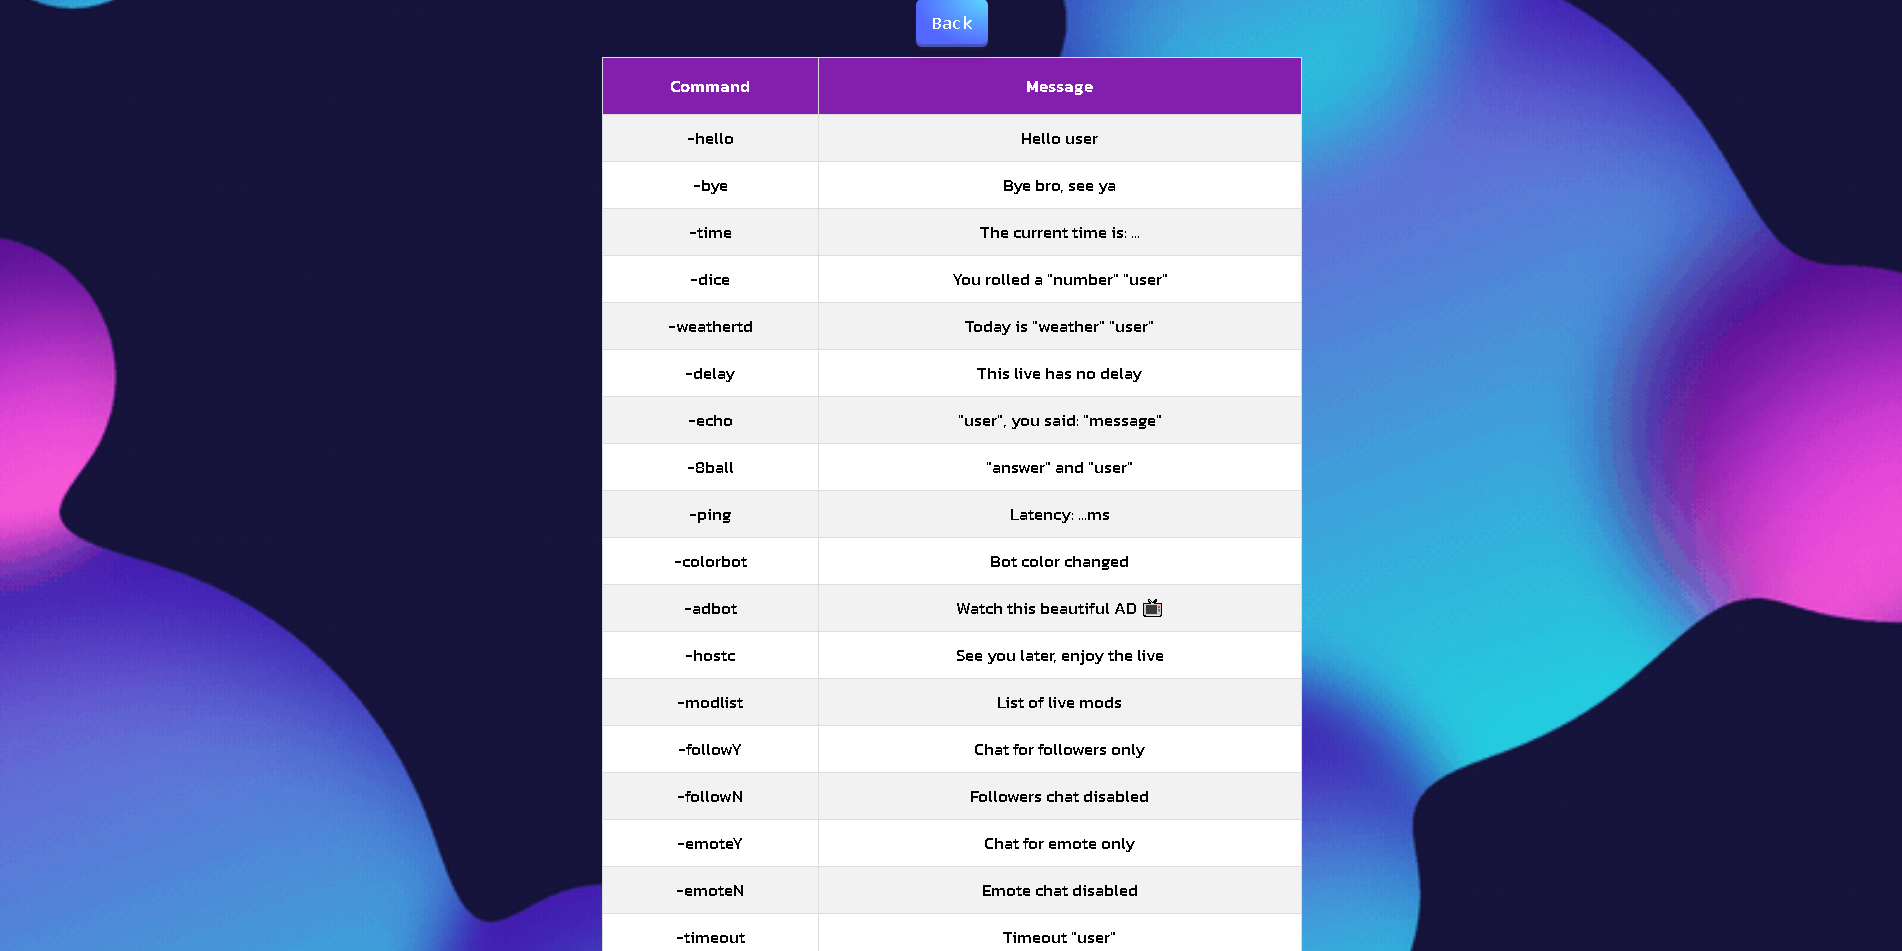 Back
Command Message
-hello Hello user
-bye Bye bro, see ya
-time The current time is: ...
-dice You rolled a "number" "user"
-weathertd Today is "weather" "user"
-delay This live has no delay
-echo "user", you said: "message"
-8ball "answer" and "user"
-ping Latency: ...ms
-colorbot Bot color changed
-adbot Watch this beautiful AD 📺
-hostc See you later, enjoy the live
-modlist List of live mods
-followY Chat for followers only
-followN Followers chat disabled
-emoteY Chat for emote only
-emoteN Emote chat disabled
-timeout Timeout "user"